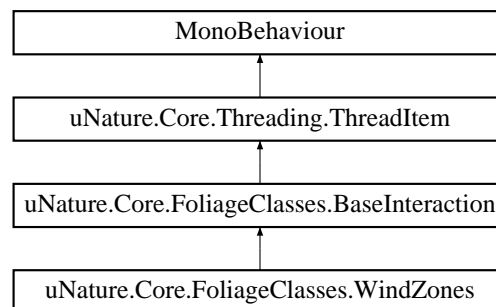 MonoBehaviour
uNature.Core.Threading.ThreadItem
uNature.Core.FoliageClasses.BaseInteraction
uNature.Core.FoliageClasses.WindZones